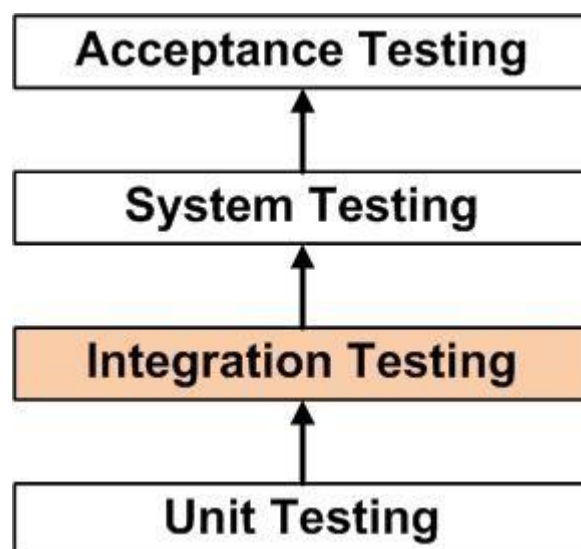 Acceptance Testing
System Testing
Integration Testing
Unit Testing